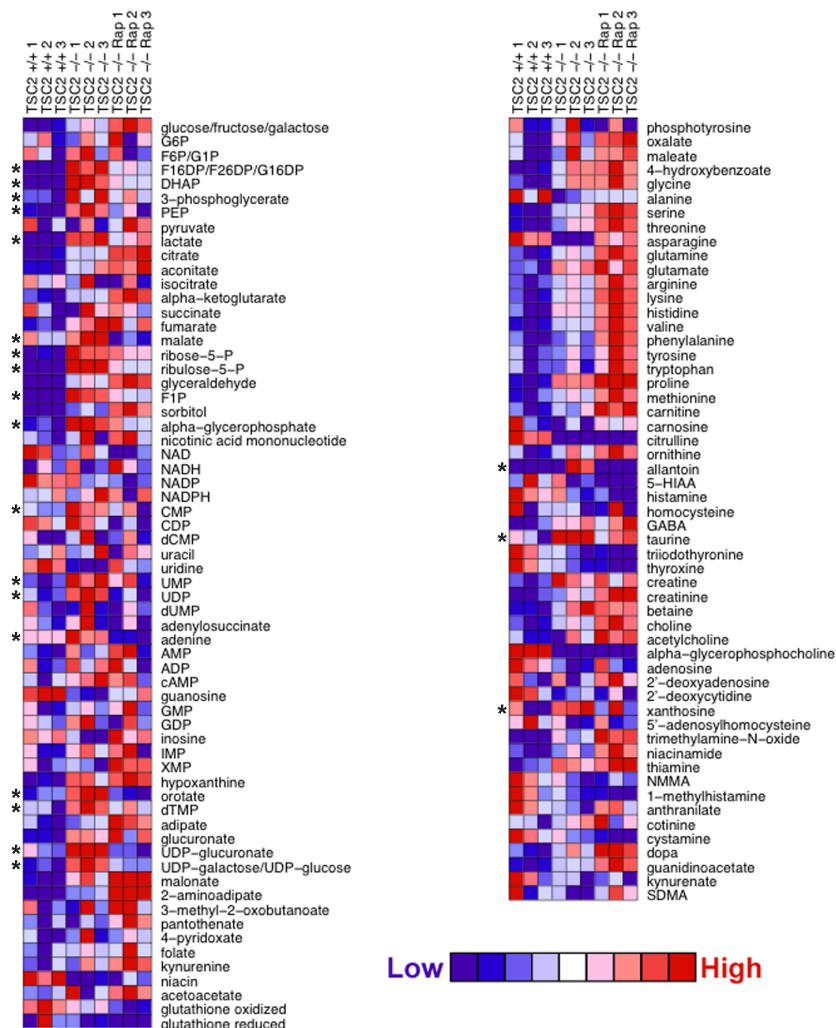 TSC2 +/+ 1
TSC2 +/+ 2
TSC2 +/+ 3
TSC2 −/− 1
TSC2 −/− 2
TSC2 −/− 3
TSC2 −/− Rap 1
TSC2 −/− Rap 2
TSC2 −/− Rap 3
glucose/fructose/galactose
G6P
F6P/G1P
* F16DP/F26DP/G16DP
* DHAP
* 3−phosphoglycerate
* PEP
pyruvate
* lactate
citrate
aconitate
isocitrate
alpha−ketoglutarate
succinate
fumarate
* malate
* ribose−5−P
* ribulose−5−P
glyceraldehyde
* F1P
sorbitol
* alpha−glycerophosphate
nicotinic acid mononucleotide
NAD
NADH
NADP
NADPH
* CMP
CDP
dCMP
uracil
uridine
* UMP
* UDP
dUMP
adenylosuccinate
* adenine
AMP
ADP
cAMP
guanosine
GMP
GDP
inosine
IMP
XMP
hypoxanthine
* orotate
* dTMP
adipate
glucuronate
* UDP−glucuronate
* UDP−galactose/UDP−glucose
malonate
2−aminoadipate
3−methyl−2−oxobutanoate
pantothenate
4−pyridoxate
folate
kynurenine
niacin
acetoacetate
glutathione oxidized
glutathione reduced
TSC2 +/+ 1
TSC2 +/+ 2
TSC2 +/+ 3
TSC2 −/− 1
TSC2 −/− 2
TSC2 −/− 3
TSC2 −/− Rap 1
TSC2 −/− Rap 2
TSC2 −/− Rap 3
phosphotyrosine
oxalate
maleate
4−hydroxybenzoate
glycine
alanine
serine
threonine
asparagine
glutamine
glutamate
arginine
lysine
histidine
valine
phenylalanine
tyrosine
tryptophan
proline
methionine
carnitine
carnosine
citrulline
ornithine
* allantoin
5−HIAA
histamine
homocysteine
GABA
* taurine
triiodothyronine
thyroxine
creatine
creatinine
betaine
choline
acetylcholine
alpha−glycerophosphocholine
adenosine
2'−deoxyadenosine
2'−deoxycytidine
* xanthosine
5'−adenosylhomocysteine
trimethylamine−N−oxide
niacinamide
thiamine
NMMA
1−methylhistamine
anthranilate
cotinine
cystamine
dopa
guanidinoacetate
kynurenate
SDMA
Low High